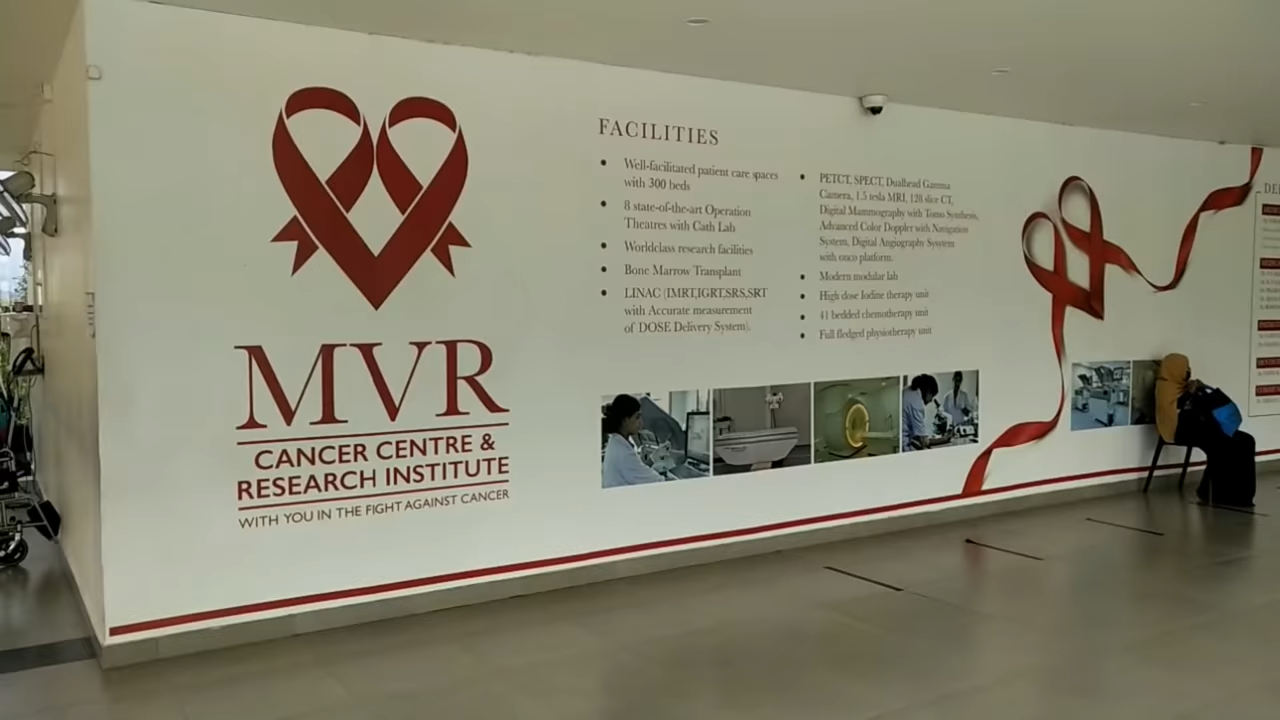 MVR
CANCER CENTRE &
RESEARCH INSTITUTE
WITH YOU IN THE FIGHT AGAINST CANCER
FACILITIES
• Well-facilitated patient care spaces
with 300 beds
• 8 state-of-the-art Operation
Theatres with Cath Lab
• Worldclass research facilities
• Bone Marrow Transplant
• LINAC (IMRT,IGRT,SRS,SRT
with Accurate measurement
of DOSE Delivery System).
• PETCT, SPECT, Dualhead Gamma
Camera, 1.5 tesla MRI, 128 slice CT,
Digital Mammography with Tomo Synthesis,
Advanced Color Doppler with Navigation
System, Digital Angiography Sysytem
with onco platform.
• Modern modular lab
• High dose Iodine therapy unit
• 41 bedded chemotherapy unit
• Full fledged physiotherapy unit